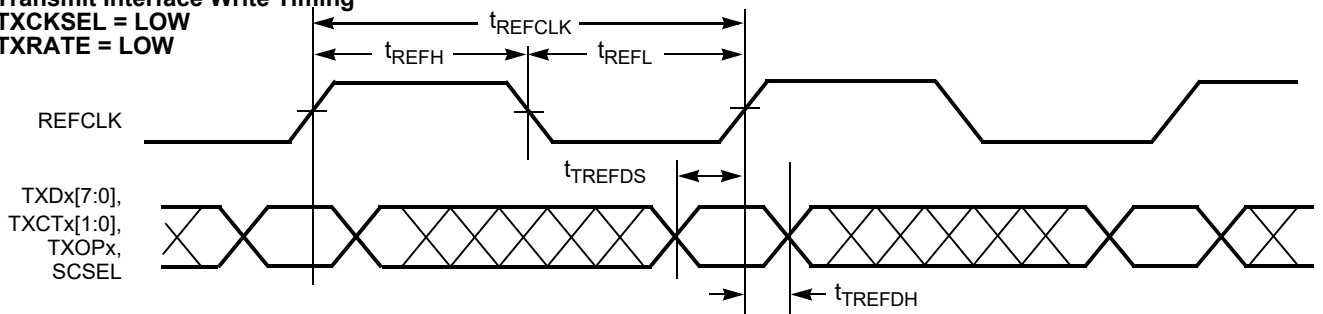 Transmit Interface Write Timing
TXCKSEL = LOW
TXRATE = LOW
tREFCLK
tREFH
tREFL
REFCLK
tTREFDS
TXDx[7:0],
TXCTx[1:0],
TXOPx,
SCSEL
tTREFDH